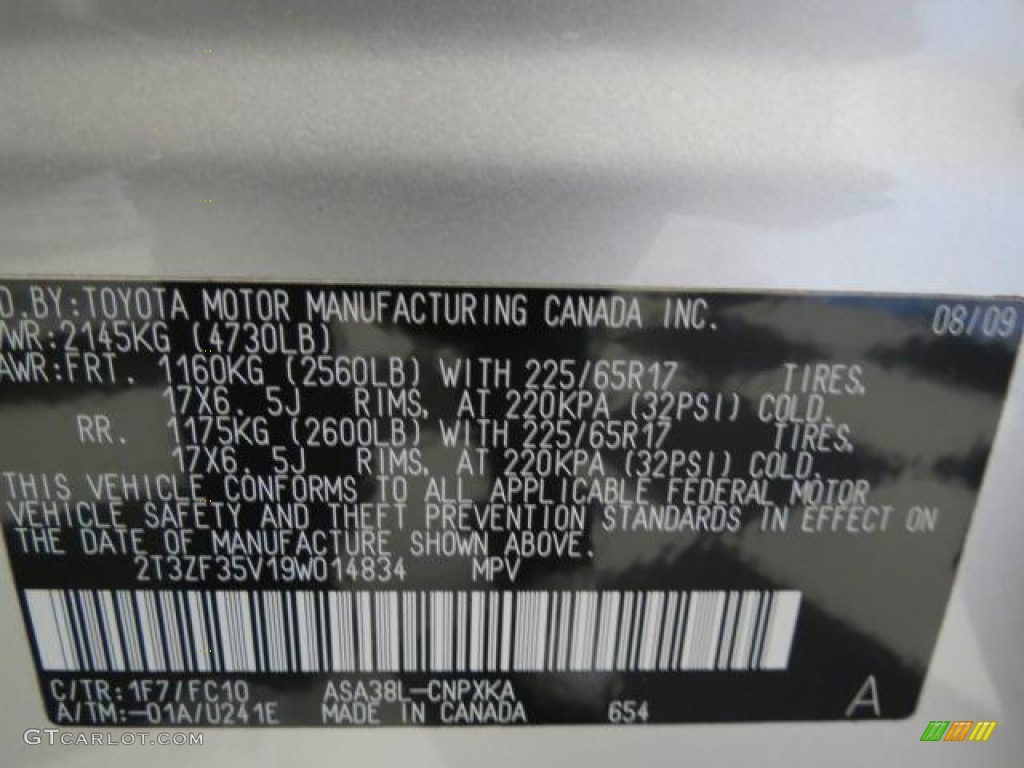 D.BY:TOYOTA MOTOR MANUFACTURING CANADA INC. 08/09
WR:2145KG (4730LB)
AWR:FRT. 1160KG (2560LB) WITH 225/65R17 TIRES,
17X6.5J RIMS, AT 220KPA (32PSI) COLD.
RR. 1175KG (2600LB) WITH 225/65R17 TIRES,
17X6.5J RIMS, AT 220KPA (32PSI) COLD.
THIS VEHICLE CONFORMS TO ALL APPLICABLE FEDERAL MOTOR
VEHICLE SAFETY AND THEFT PREVENTION STANDARDS IN EFFECT ON
THE DATE OF MANUFACTURE SHOWN ABOVE.
2T3ZF35V19W014834 MPV
C/TR:1F7/FC10 ASA38L-CNPXKA
A/TM:-01A/U241E MADE IN CANADA 654 A
GTCARLOT.COM